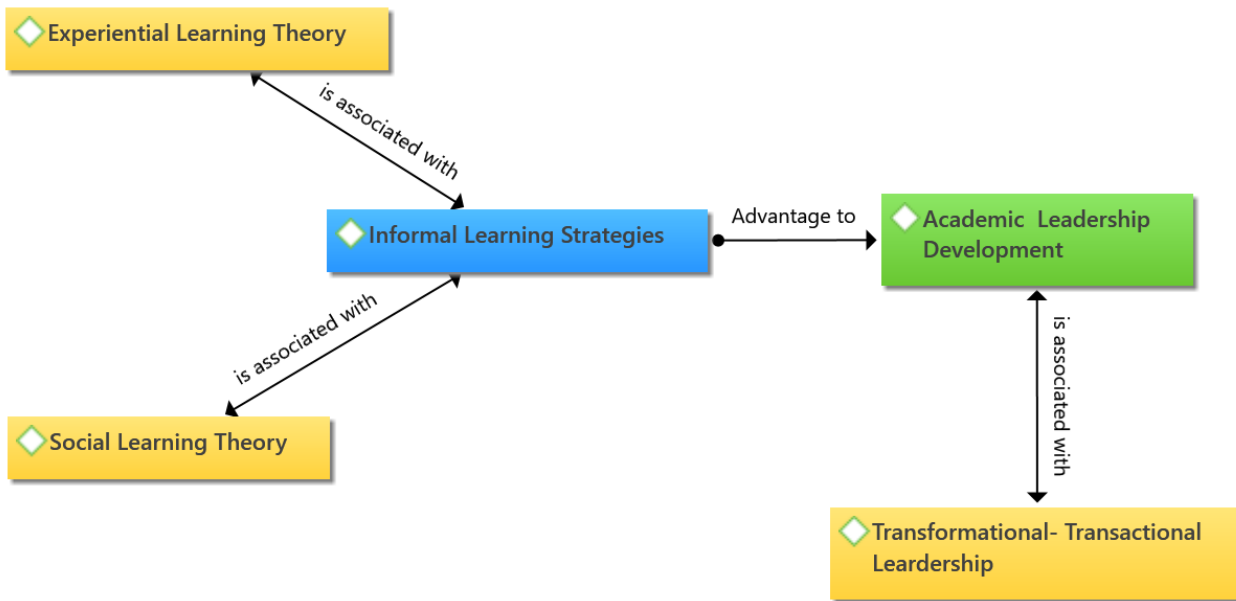 Experiential Learning Theory
is associated with
Informal Learning Strategies
Advantage to
Academic Leadership
Development
is associated with
is associated with
Social Learning Theory
Transformational- Transactional
Leardership